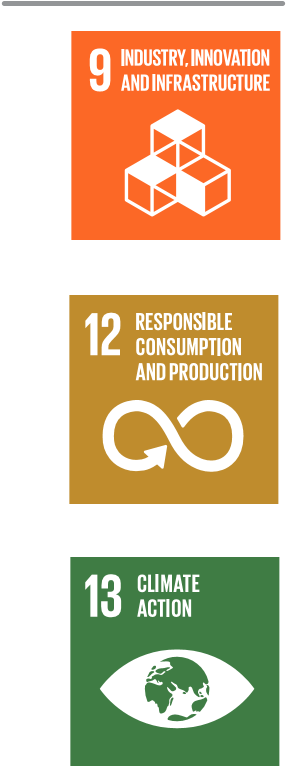 9 INDUSTRY, INNOVATION
AND INFRASTRUCTURE
12 RESPONSIBLE
CONSUMPTION
AND PRODUCTION
13 CLIMATE
ACTION